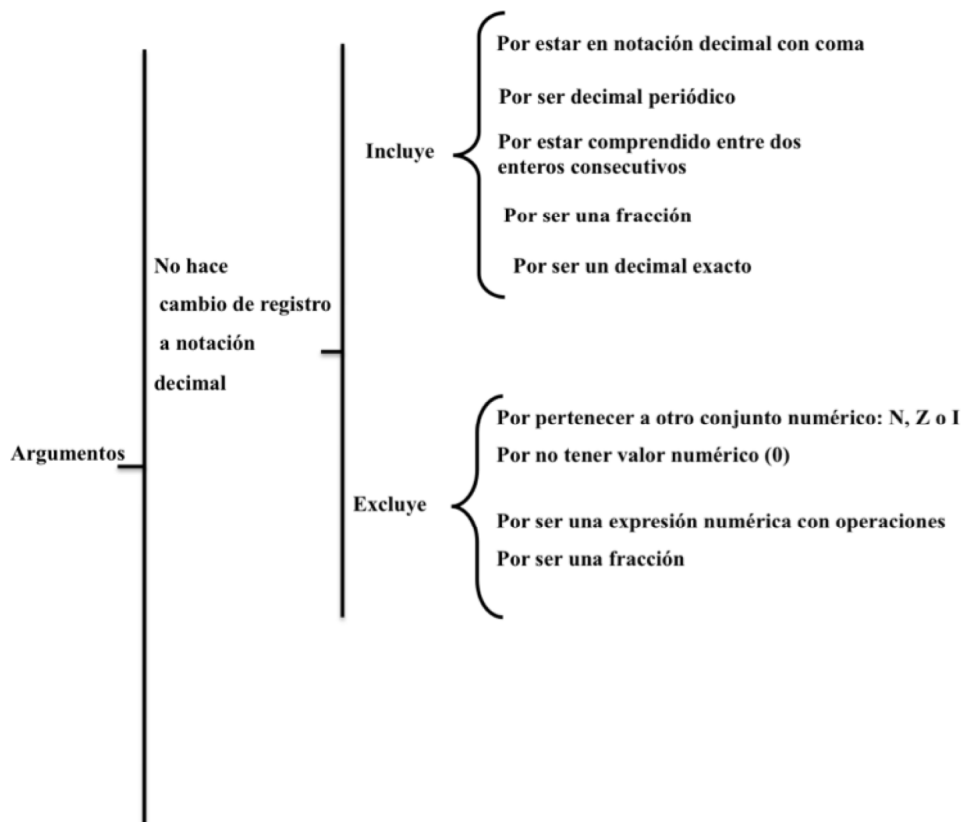 Argumentos
No hace
cambio de registro
a notación
decimal
Incluye
Por estar en notación decimal con coma
Por ser decimal periódico
Por estar comprendido entre dos
enteros consecutivos
Por ser una fracción
Por ser un decimal exacto
Excluye
Por pertenecer a otro conjunto numérico: N, Z o I
Por no tener valor numérico (0)
Por ser una expresión numérica con operaciones
Por ser una fracción